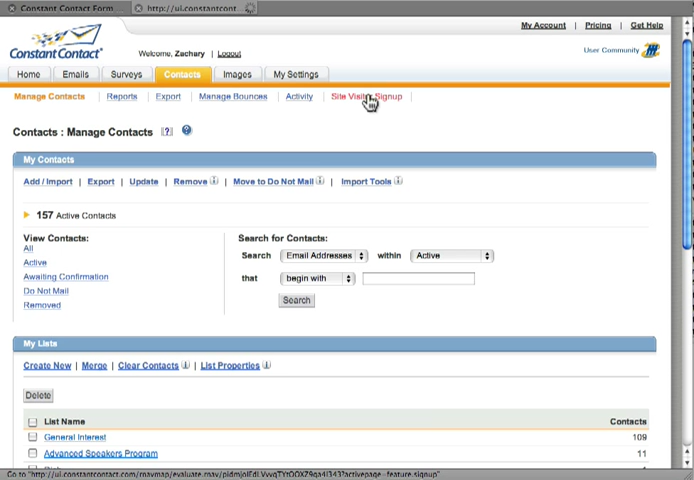 Constant Contact Form... http://ui.constantcont...
My Account | Pricing | Get Help
Constant Contact®
Welcome, Zachary | Logout
User Community
Home Emails Surveys Contacts Images My Settings
Manage Contacts | Reports | Export | Manage Bounces | Activity | Site Visitor Signup |
Contacts : Manage Contacts [?] ?
My Contacts
Add / Import | Export | Update | Remove | Move to Do Not Mail | Import Tools
157 Active Contacts
View Contacts:
All
Active
Awaiting Confirmation
Do Not Mail
Removed
Search for Contacts:
Search Email Addresses within Active
that begin with
Search
My Lists
Create New | Merge | Clear Contacts | List Properties
Delete
List Name Contacts
General Interest 109
Advanced Speakers Program 11